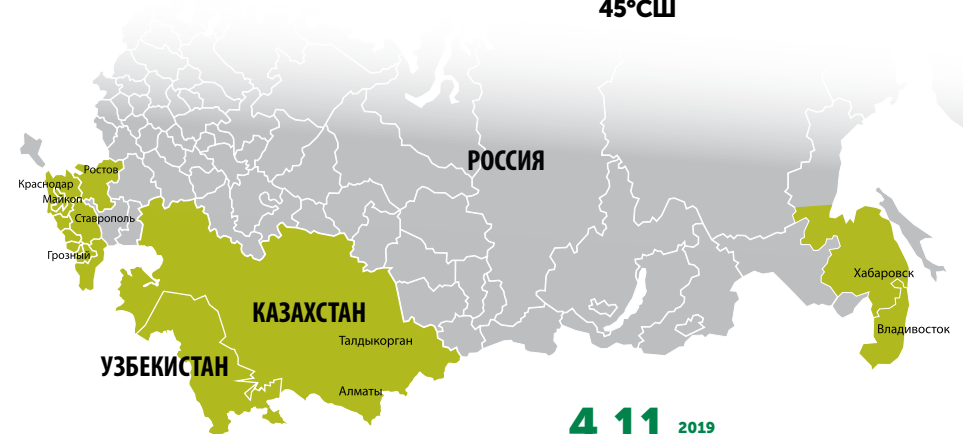 45°СШ
РОССИЯ
Ростов
Краснодар
Майкоп
Ставрополь
Грозный
Хабаровск
КАЗАХСТАН
Владивосток
Талдыкорган
УЗБЕКИСТАН
Алматы
4 11 2019